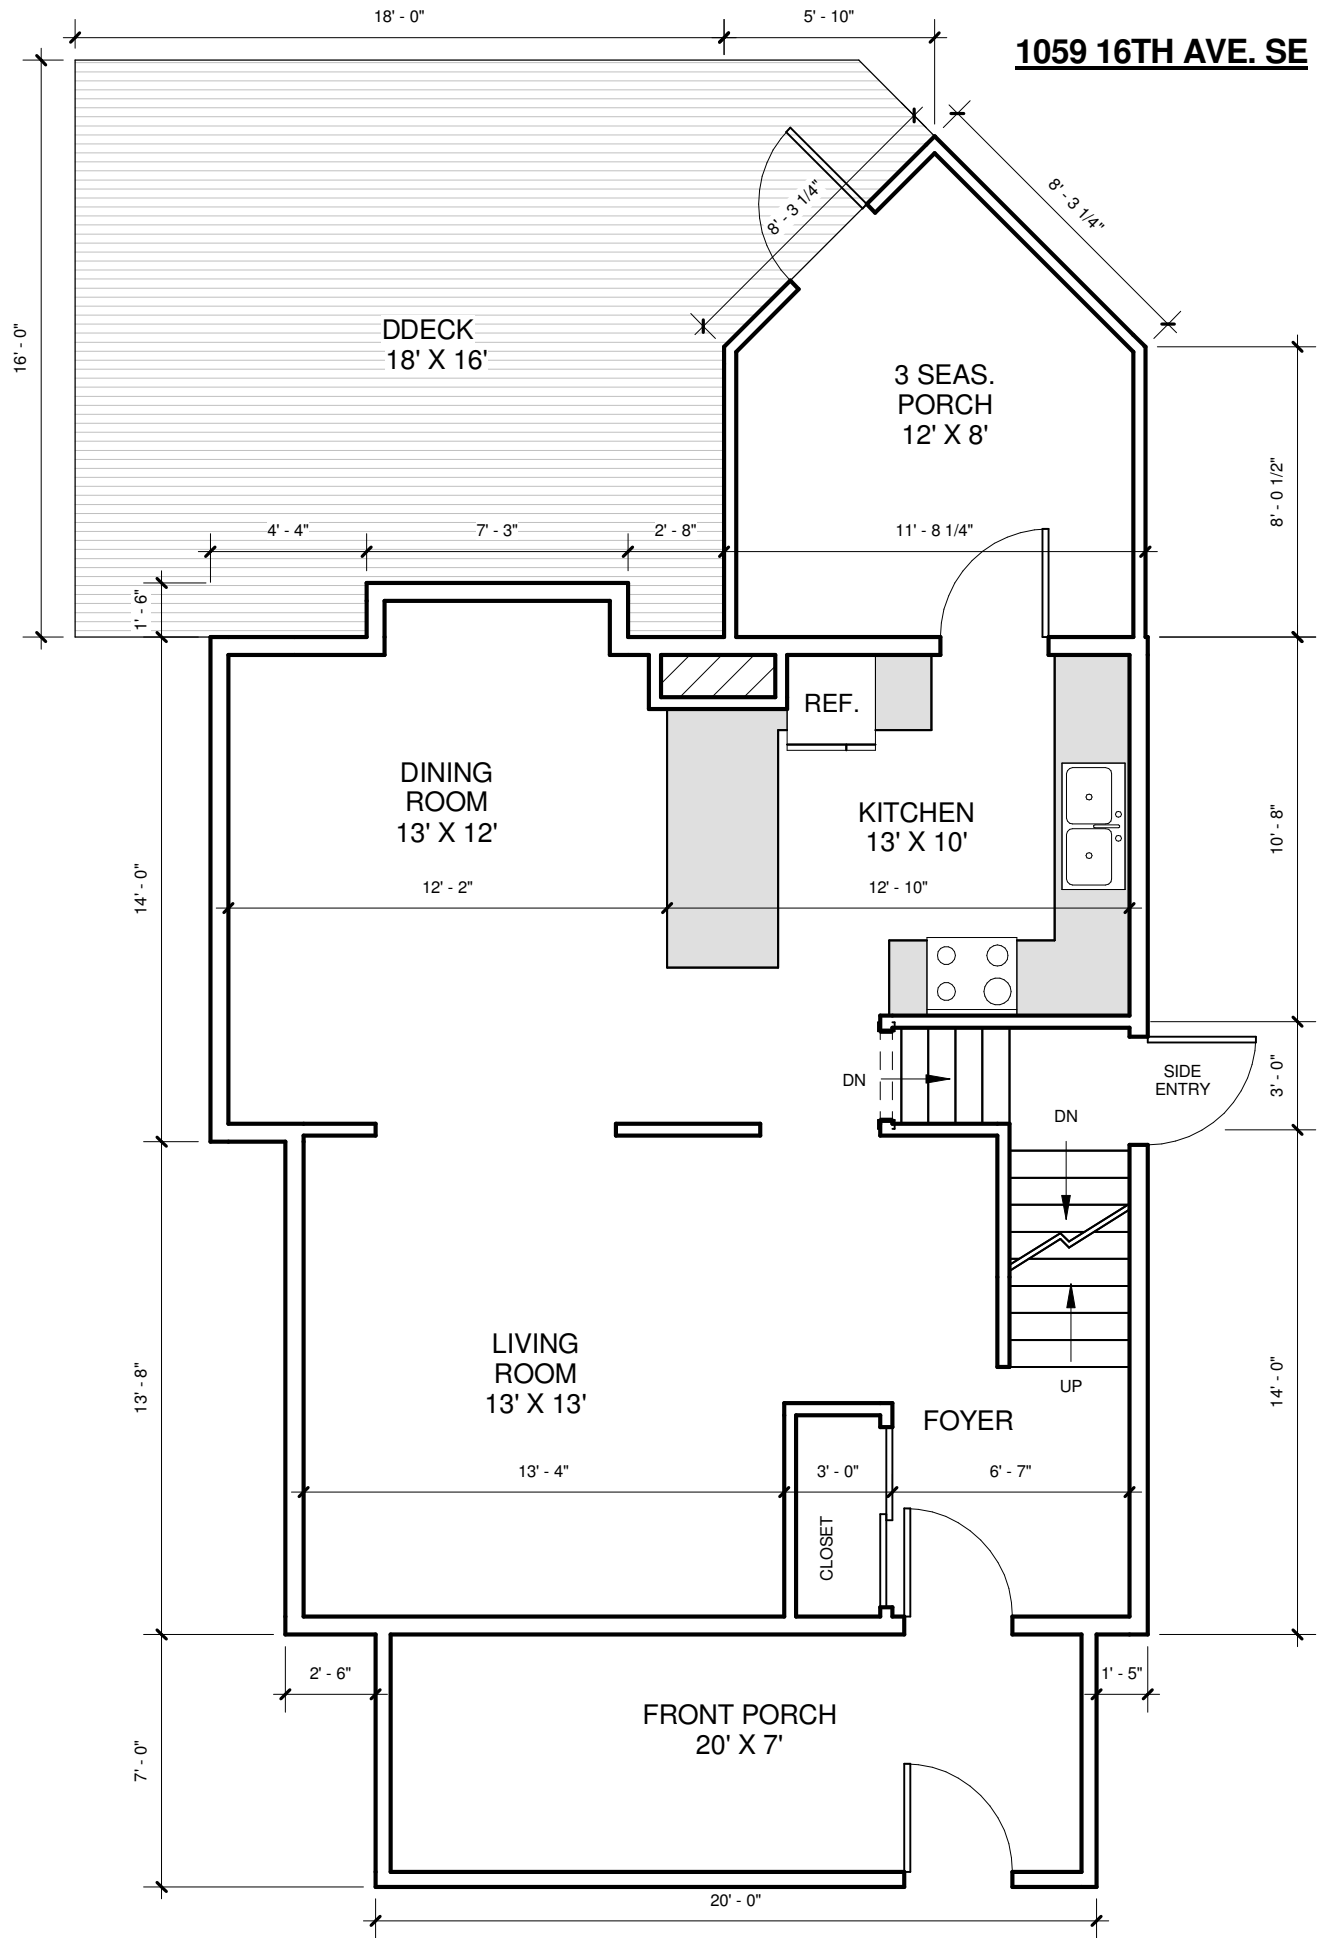 18' - 0"
5' - 10"
1059 16TH AVE. SE
16' - 0"
8' - 3 1/4"
8' - 3 1/4"
DDECK
18' X 16'
3 SEAS.
PORCH
12' X 8'
8' - 0 1/2"
4' - 4"
7' - 3"
2' - 8"
11' - 8 1/4"
1' - 6"
REF.
DINING
ROOM
13' X 12'
KITCHEN
13' X 10'
10' - 8"
14' - 0"
12' - 2"
12' - 10"
DN
SIDE
ENTRY
3' - 0"
DN
LIVING
ROOM
13' X 13'
13' - 8"
UP
14' - 0"
FOYER
13' - 4"
3' - 0"
6' - 7"
CLOSET
2' - 6"
1' - 5"
FRONT PORCH
20' X 7'
7' - 0"
20' - 0"